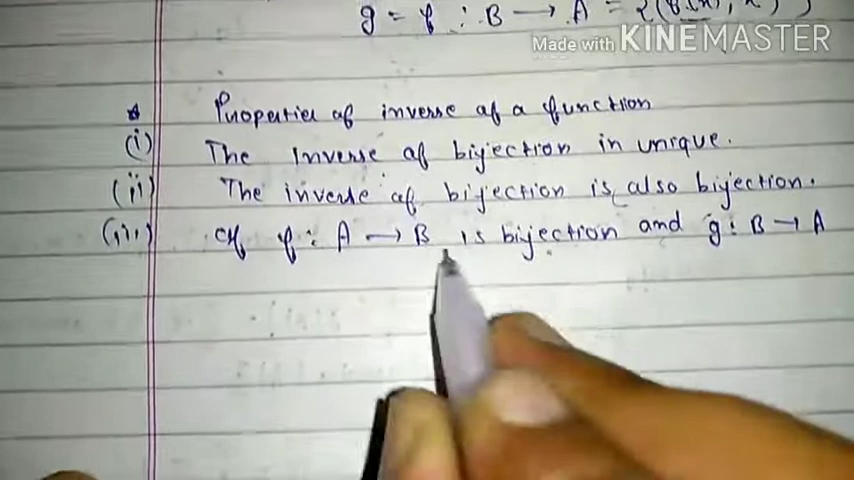 g = f : B → A = {(f(x), x)}
Made with KINEMASTER
* Properties of inverse of a function
(i) The Inverse of bijection in unique.
(ii) The inverse of bijection is also bijection.
(iii) If f : A → B is bijection and g : B → A